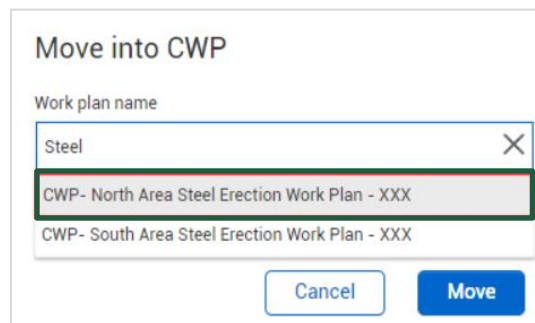 Move into CWP
Work plan name
Steel
CWP- North Area Steel Erection Work Plan - XXX
CWP- South Area Steel Erection Work Plan - XXX
Cancel Move